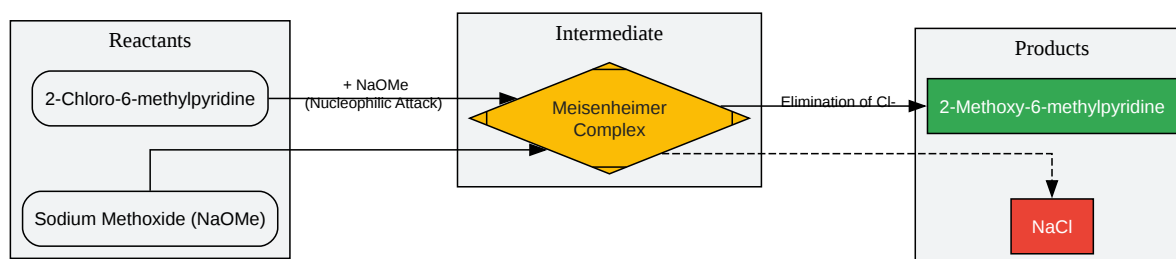 Reactants
2-Chloro-6-methylpyridine
Sodium Methoxide (NaOMe)
+ NaOMe
(Nucleophilic Attack)
Intermediate
Meisenheimer
Complex
Elimination of Cl-
Products
2-Methoxy-6-methylpyridine
NaCl